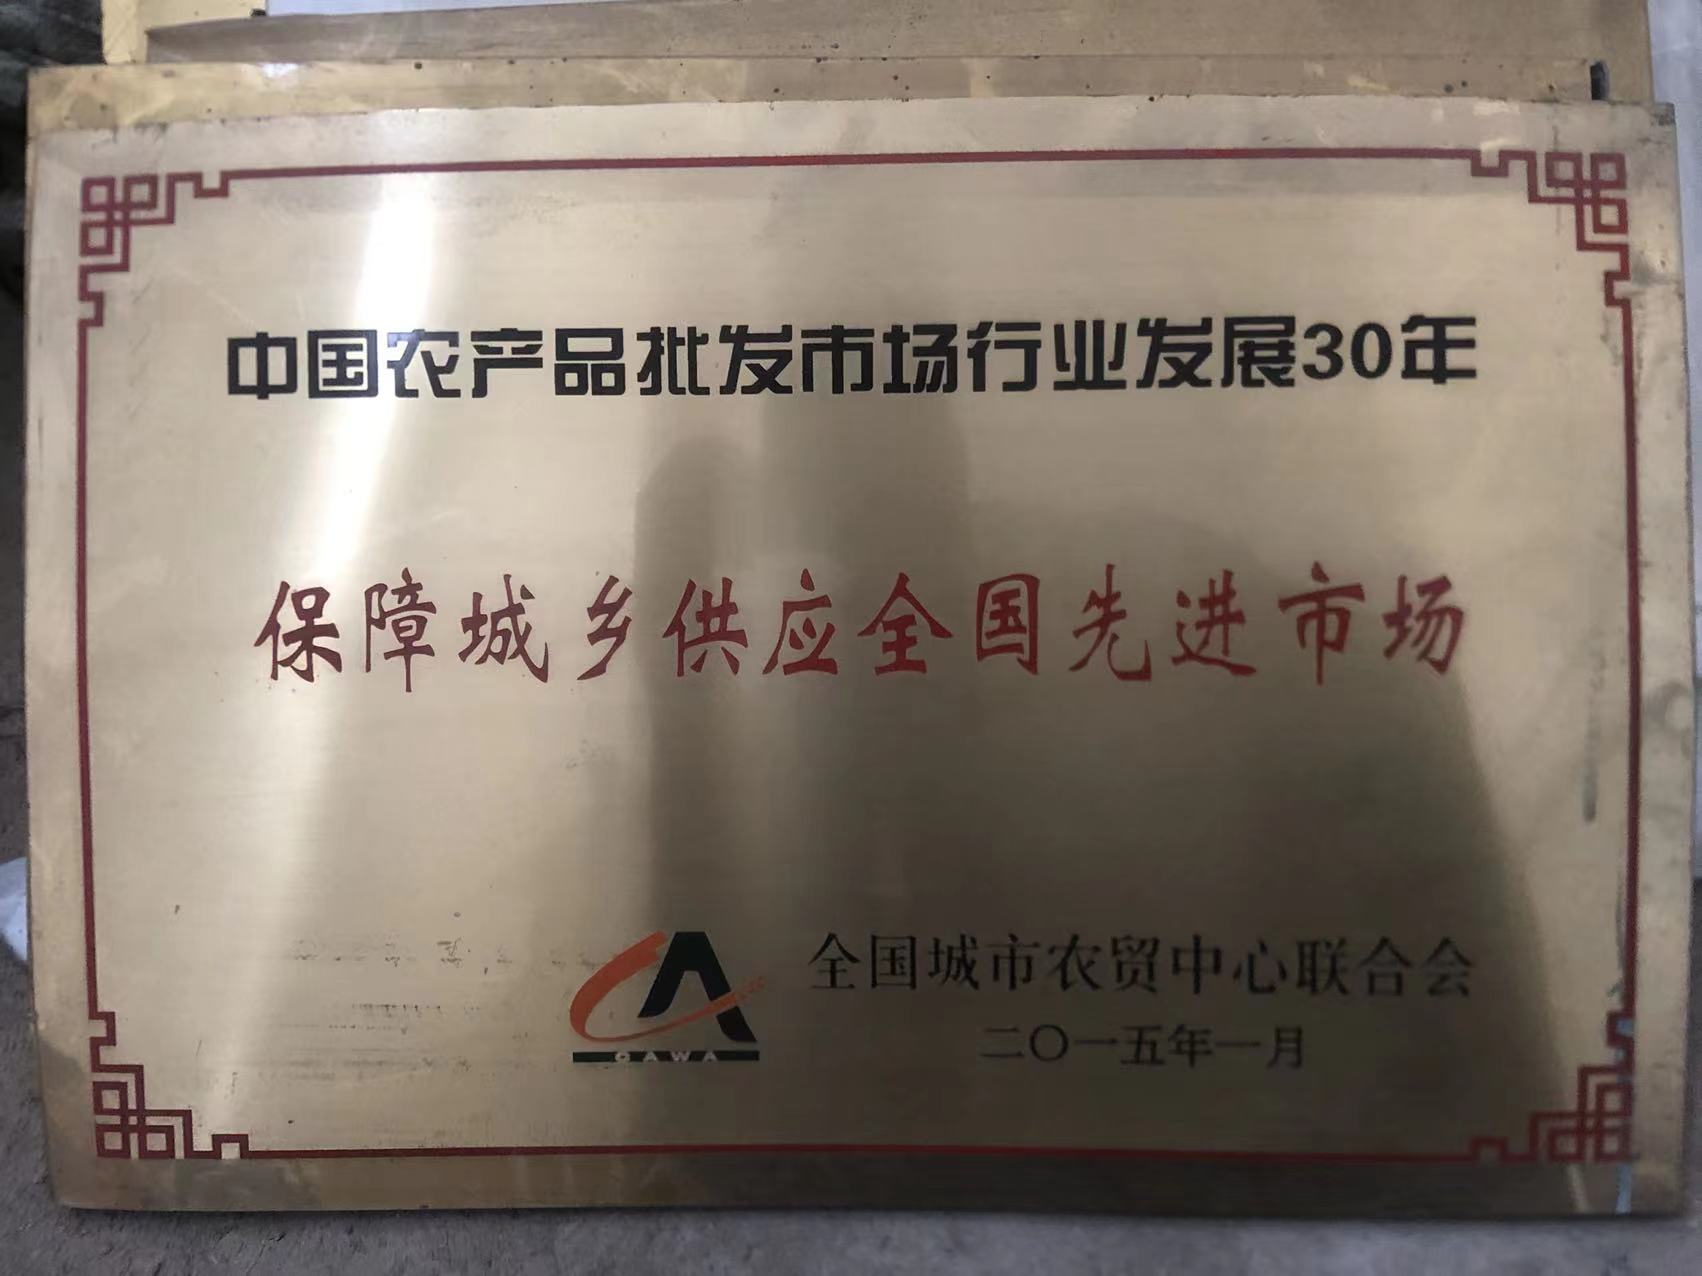 中国农产品批发市场行业发展30年
保障城乡供应全国先进市场
全国城市农贸中心联合会
CAWA
二〇一五年一月